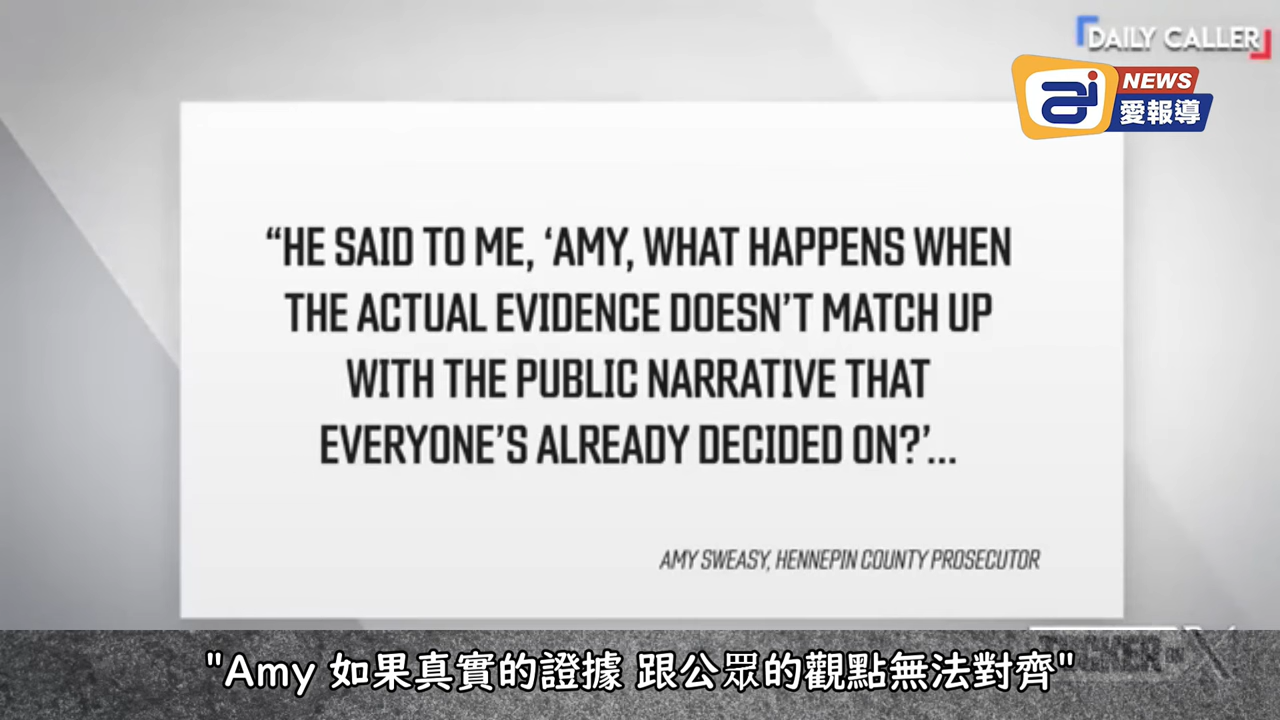 DAILY CALLER
NEWS
愛報導
“HE SAID TO ME, ‘AMY, WHAT HAPPENS WHEN
THE ACTUAL EVIDENCE DOESN’T MATCH UP
WITH THE PUBLIC NARRATIVE THAT
EVERYONE’S ALREADY DECIDED ON?’...
AMY SWEASY, HENNEPIN COUNTY PROSECUTOR
"Amy 如果真實的證據 跟公眾的觀點無法對齊"